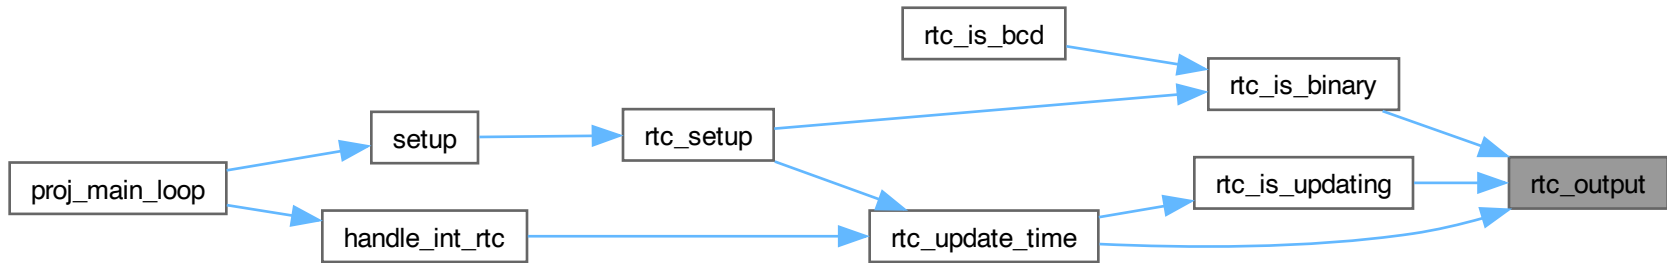 rtc_is_bcd
rtc_is_binary
setup
rtc_setup
proj_main_loop
rtc_is_updating
rtc_output
handle_int_rtc
rtc_update_time